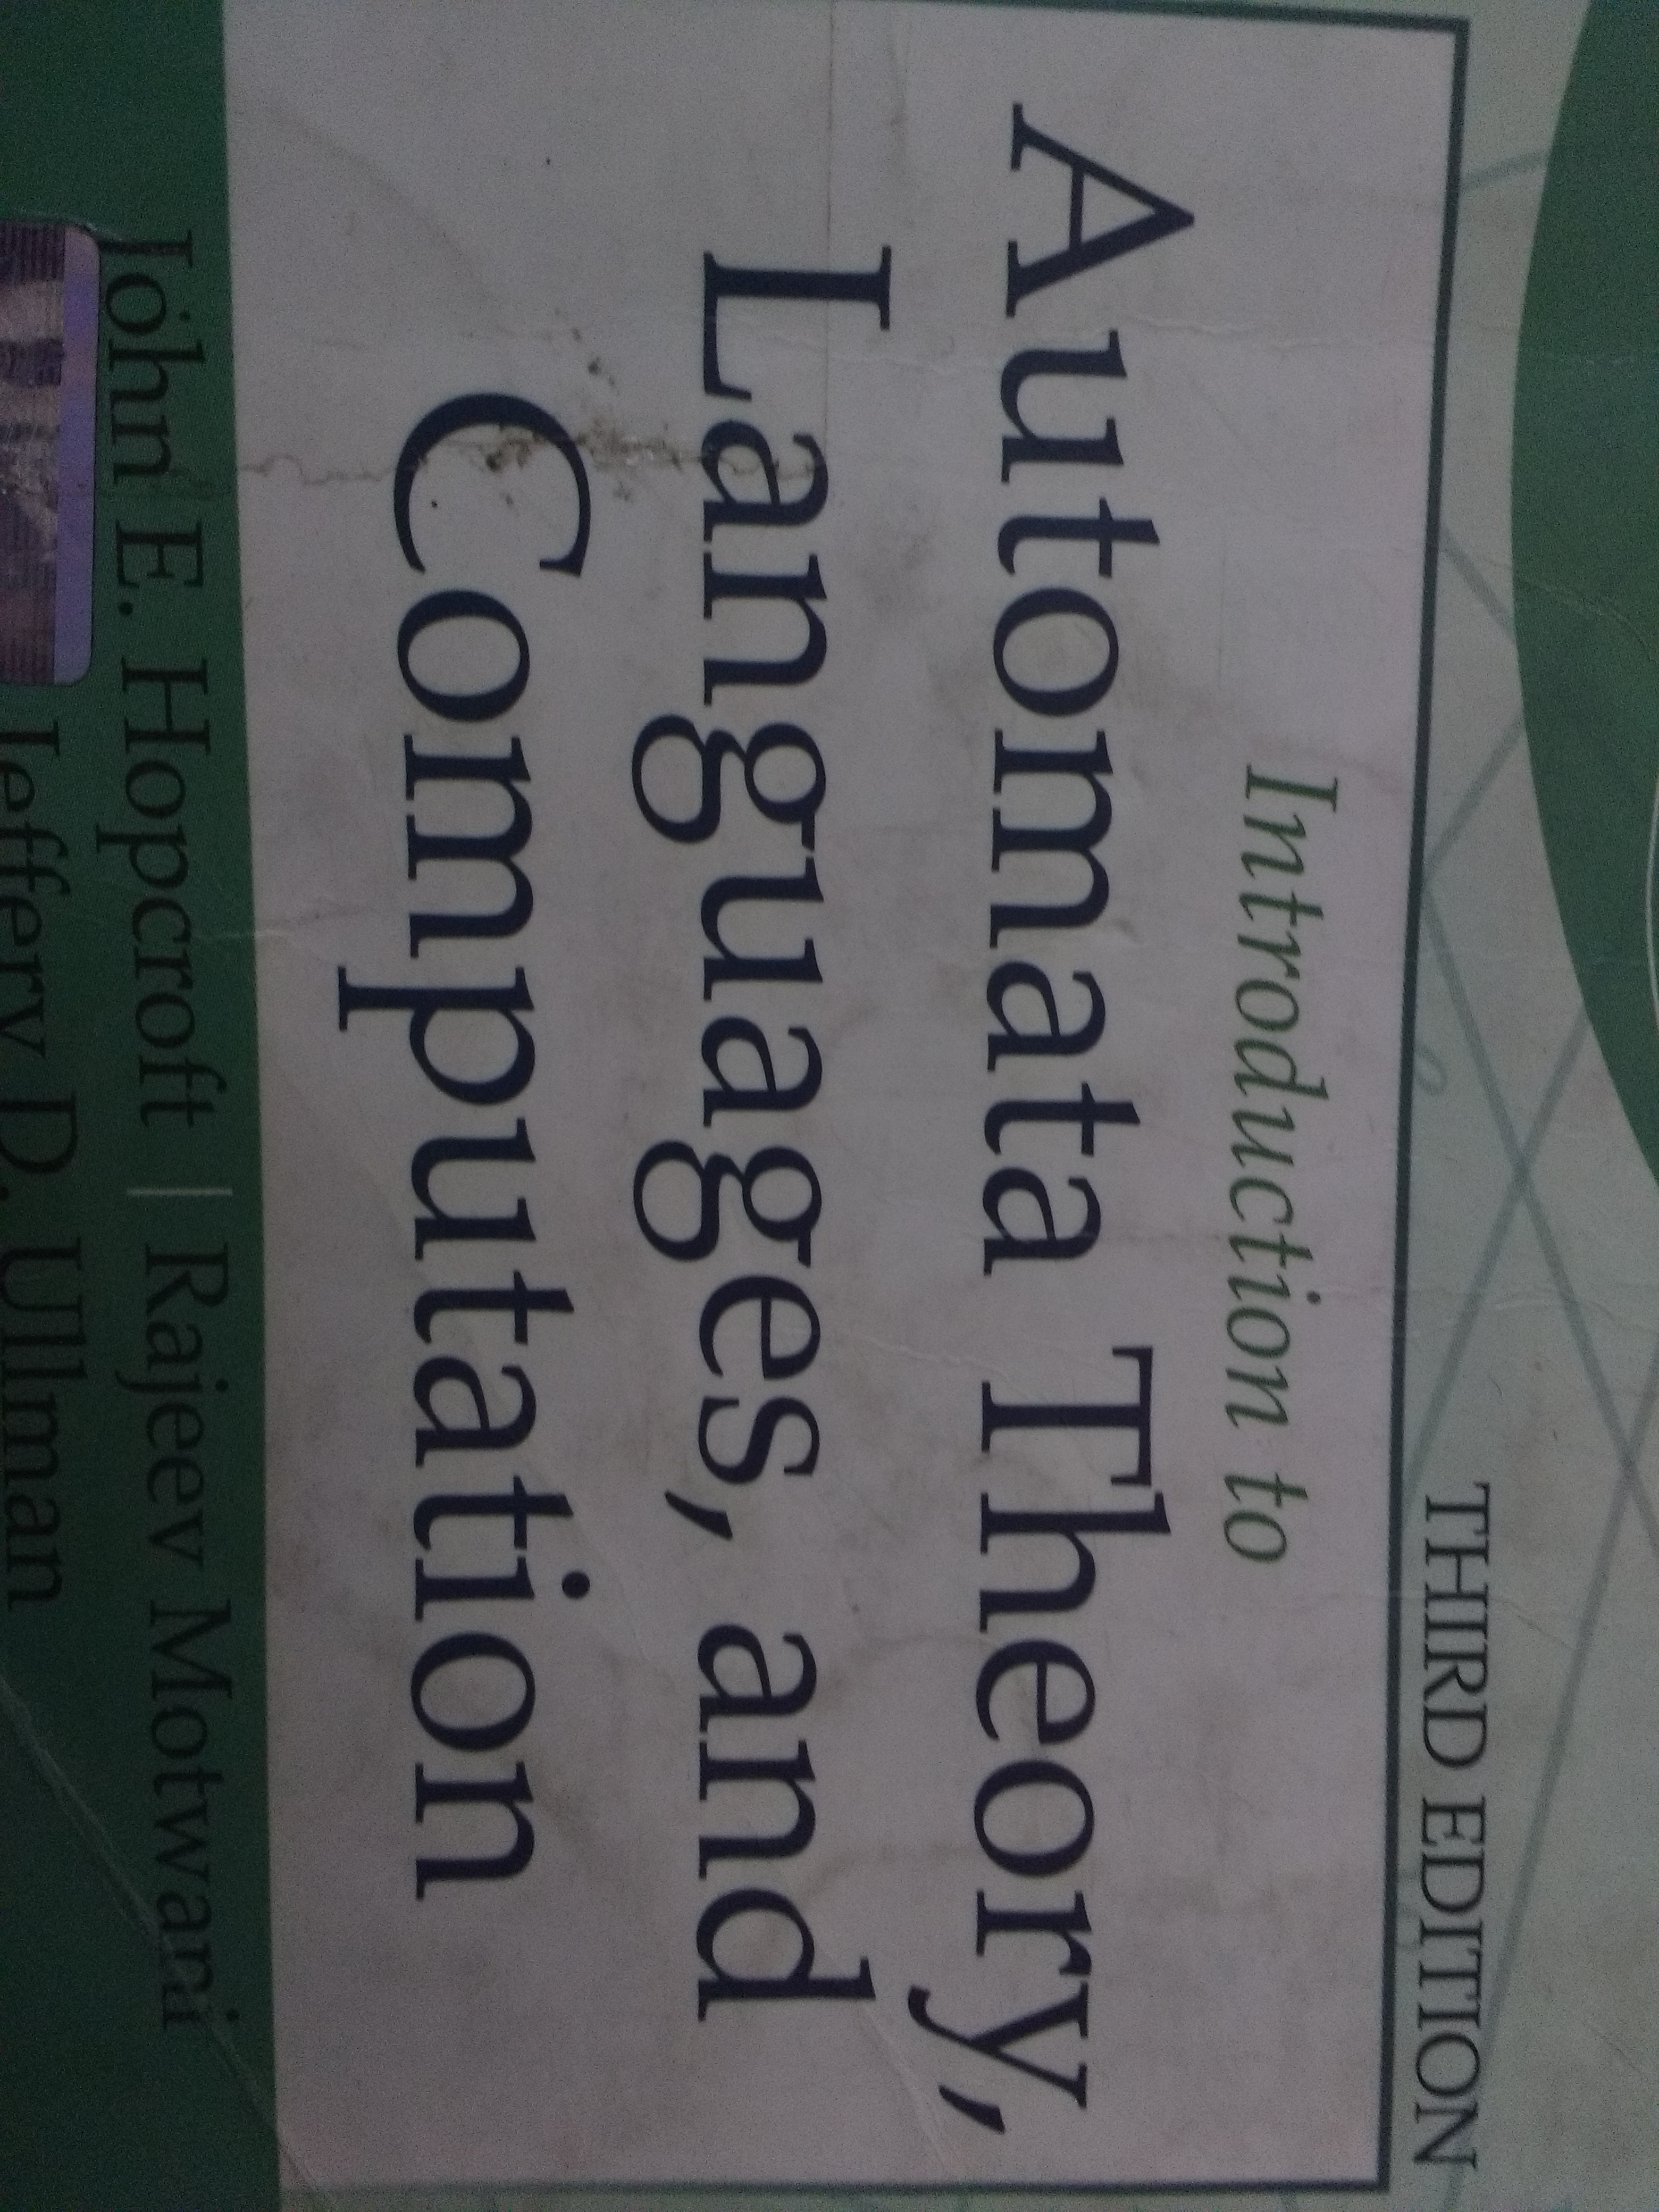 THIRD EDITION
Introduction to
Automata Theory,
Languages, and
Computation
John E. Hopcroft | Rajeev Motwani
Jeffery D. Ullman